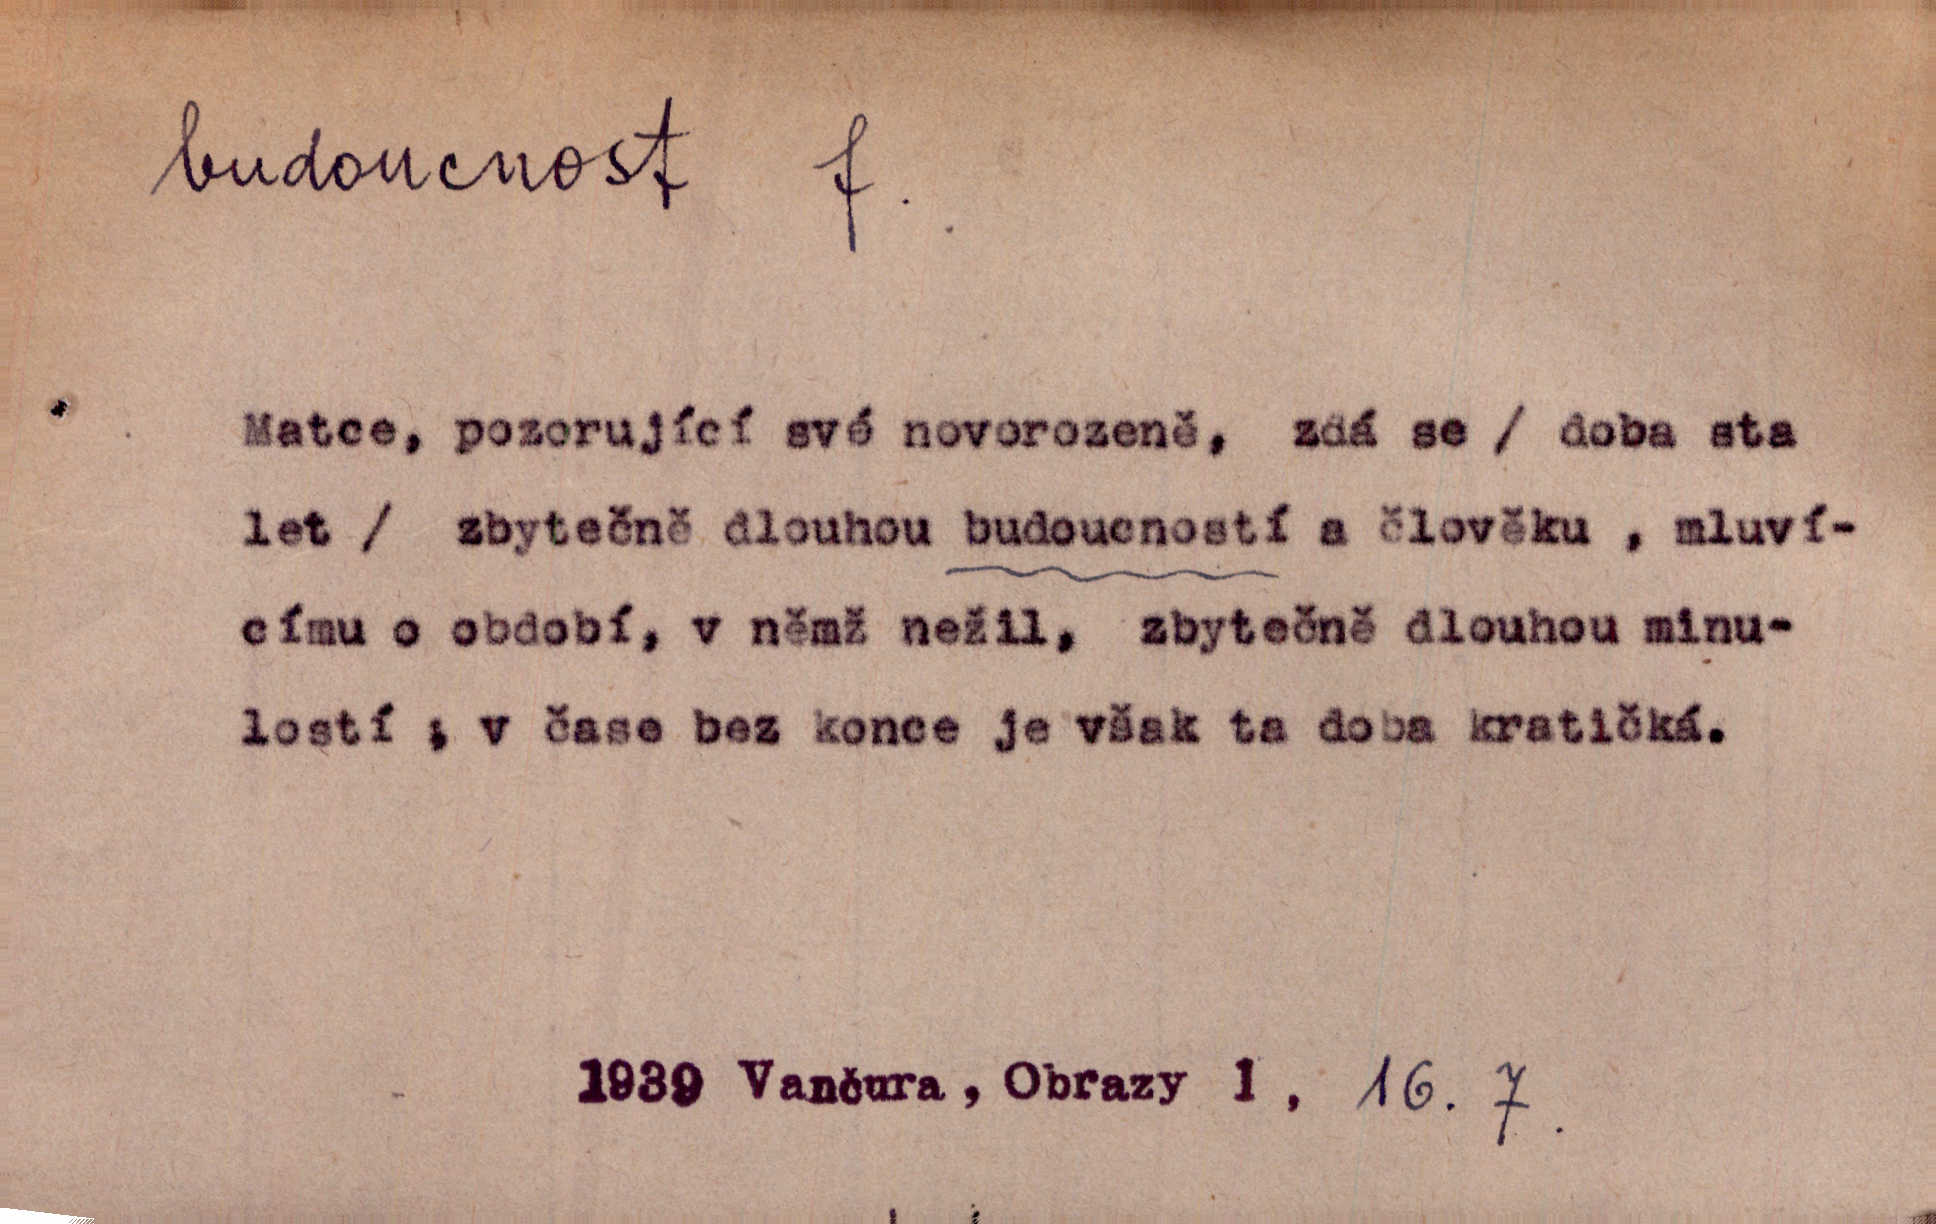 budoucnost f.
Matce, pozorující své novorozeně, zdá se / doba sta
let / zbytečně dlouhou budoucností a člověku , mluví-
címu o období, v němž nežil, zbytečně dlouhou minu-
lostí ; v čase bez konce je však ta doba kratičká.
1939 Vančura, Obrazy 1, 16. 7.